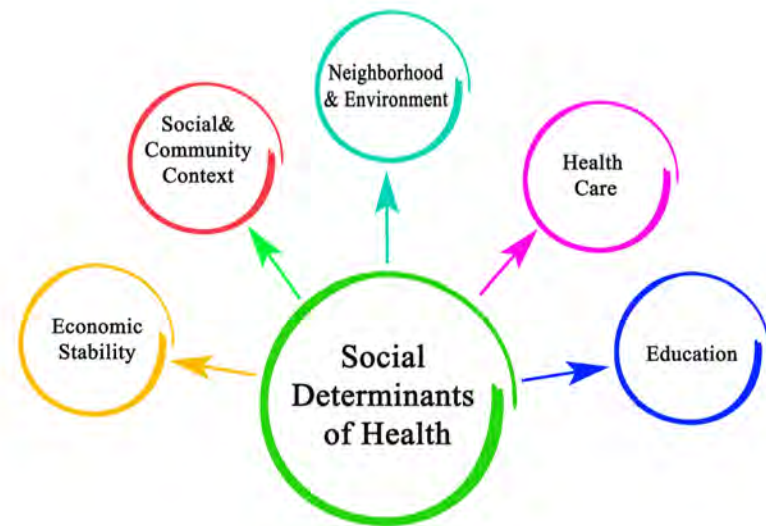 Neighborhood
& Environment
Social&
Community
Context
Health
Care
Economic
Stability
Social
Determinants
of Health
Education